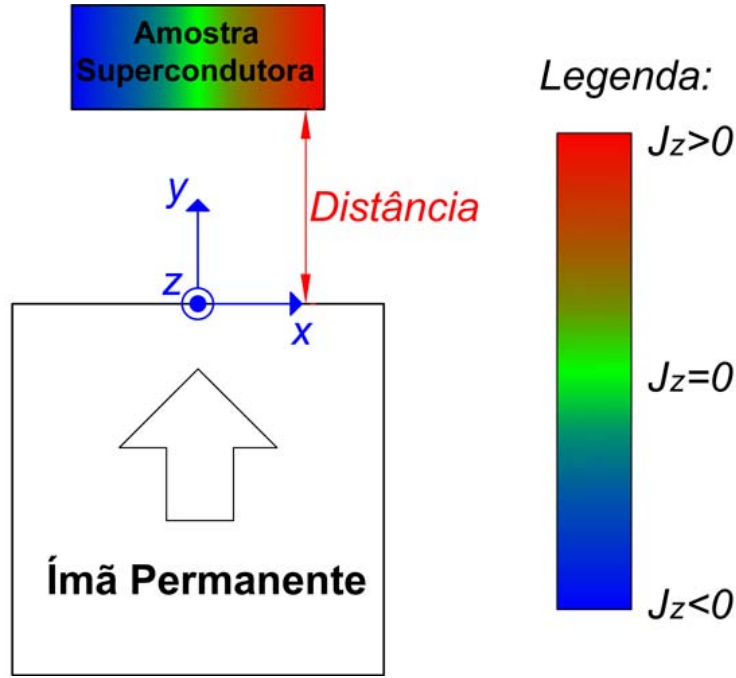 Amostra
Supercondutora
Legenda:
Jz>0
y
Distância
z
x
Jz=0
Ímã Permanente
Jz<0